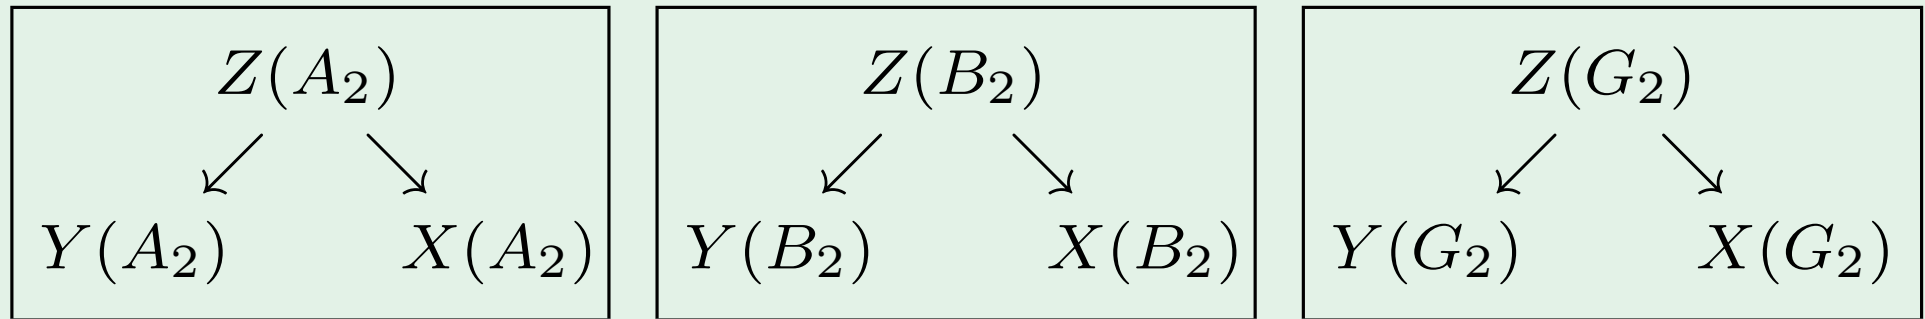 Z(A₂) Z(B₂) Z(G₂)
Y(A₂) X(A₂) Y(B₂) X(B₂) Y(G₂) X(G₂)